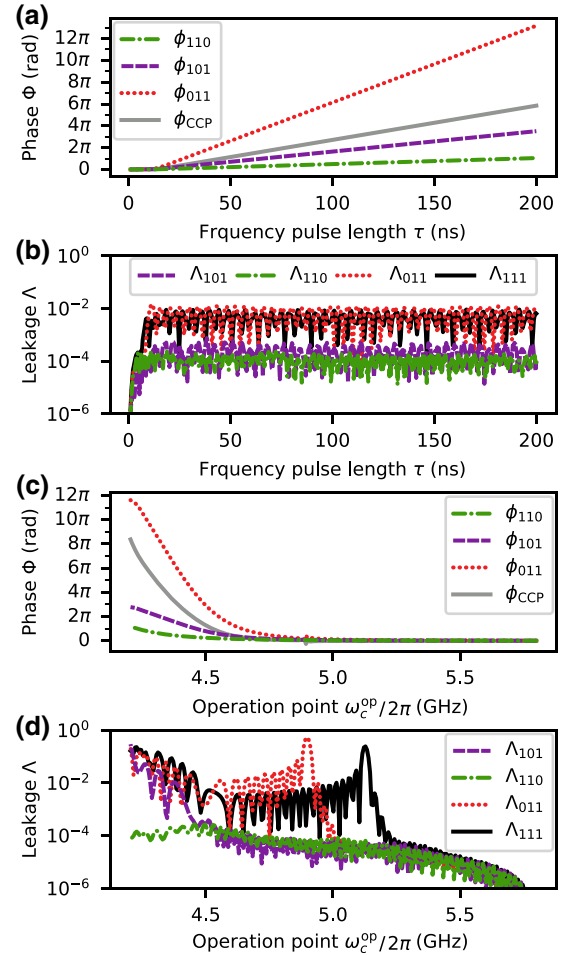 (a)
12π
10π
8π
6π
4π
2π
0
Phase Φ (rad)
ϕ110
ϕ101
ϕ011
ϕCCP
0 50 100 150 200
Frquency pulse length τ (ns)
(b)
10^0
10^−2
10^−4
10^−6
Leakage Λ
Λ101 Λ110 Λ011 Λ111
0 50 100 150 200
Frquency pulse length τ (ns)
(c)
12π
10π
8π
6π
4π
2π
0
Phase Φ (rad)
ϕ110
ϕ101
ϕ011
ϕCCP
4.5 5.0 5.5
Operation point ω_c^op/2π (GHz)
(d)
10^0
10^−2
10^−4
10^−6
Leakage Λ
Λ101
Λ110
Λ011
Λ111
4.5 5.0 5.5
Operation point ω_c^op/2π (GHz)